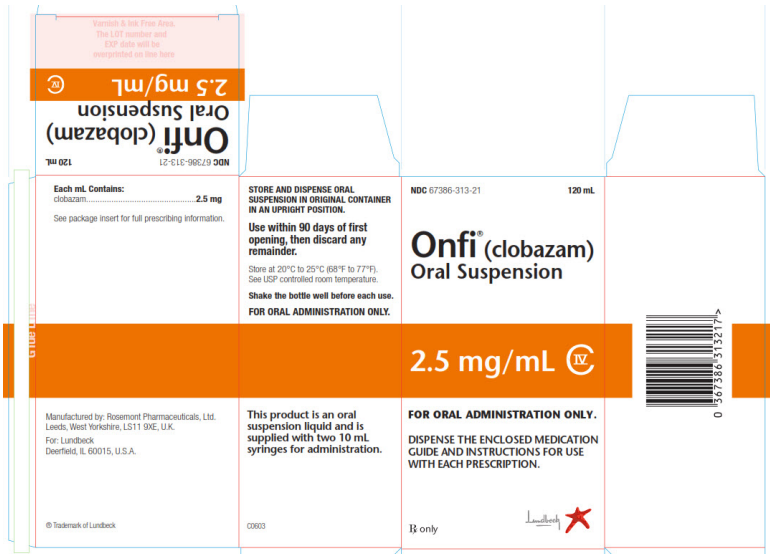 Varnish & Ink Free Area.
The LOT number and
EXP date will be
overprinted on line here
2.5 mg/mL CIV
Oral Suspension
Onfi® (clobazam)
NDC 67386-313-21 120 mL
Each mL Contains:
clobazam..................................................2.5 mg
See package insert for full prescribing information.
Glue Line
Manufactured by: Rosemont Pharmaceuticals, Ltd.
Leeds, West Yorkshire, LS11 9XE, U.K.
For: Lundbeck
Deerfield, IL 60015, U.S.A.
® Trademark of Lundbeck
STORE AND DISPENSE ORAL
SUSPENSION IN ORIGINAL CONTAINER
IN AN UPRIGHT POSITION.
Use within 90 days of first
opening, then discard any
remainder.
Store at 20°C to 25°C (68°F to 77°F).
See USP controlled room temperature.
Shake the bottle well before each use.
FOR ORAL ADMINISTRATION ONLY.
This product is an oral
suspension liquid and is
supplied with two 10 mL
syringes for administration.
C0603
NDC 67386-313-21 120 mL
Onfi® (clobazam)
Oral Suspension
2.5 mg/mL CIV
FOR ORAL ADMINISTRATION ONLY.
DISPENSE THE ENCLOSED MEDICATION
GUIDE AND INSTRUCTIONS FOR USE
WITH EACH PRESCRIPTION.
℞ only
Lundbeck
0 367386 313217 >